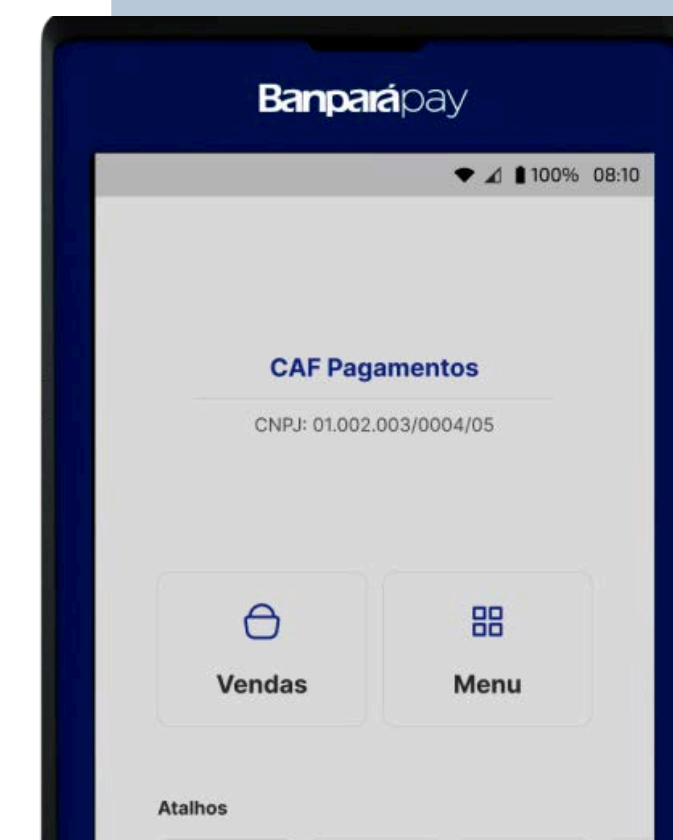 Banparápay
100% 08:10
CAF Pagamentos
CNPJ: 01.002.003/0004/05
Vendas Menu
Atalhos